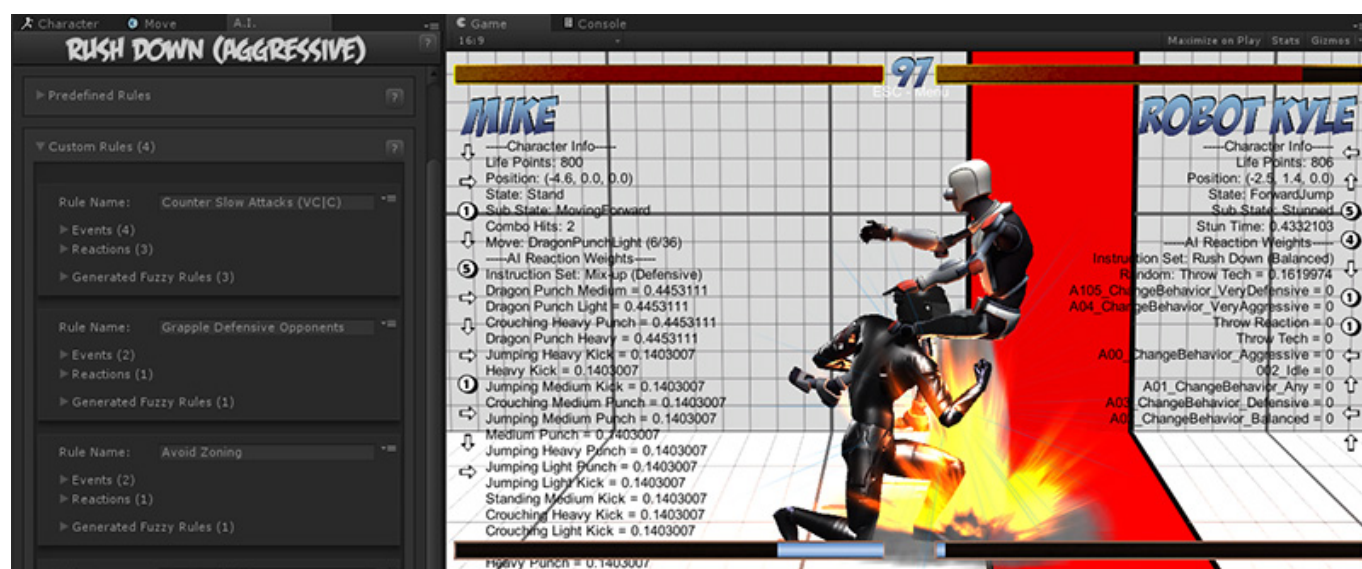 Character
Move
A.I.
RUSH DOWN (AGGRESSIVE)
?
Predefined Rules
?
Custom Rules (4)
?
Rule Name: Counter Slow Attacks (VC|C)
Events (4)
Reactions (3)
Generated Fuzzy Rules (3)
Rule Name: Grapple Defensive Opponents
Events (2)
Reactions (1)
Generated Fuzzy Rules (1)
Rule Name: Avoid Zoning
Events (2)
Reactions (1)
Generated Fuzzy Rules (1)
Game
Console
16:9
Maximize on Play
Stats
Gizmos
97
ESC - Menu
MIKE
----Character Info----
Life Points: 800
Position: (-4.6, 0.0, 0.0)
State: Stand
1
Sub State: MovingForward
Combo Hits: 2
Move: DragonPunchLight (6/36)
----AI Reaction Weights----
5
Instruction Set: Mix-up (Defensive)
Dragon Punch Medium = 0.4453111
Dragon Punch Light = 0.4453111
Crouching Heavy Punch = 0.4453111
Dragon Punch Heavy = 0.4453111
Jumping Heavy Kick = 0.1403007
Heavy Kick = 0.1403007
1
Jumping Medium Kick = 0.1403007
Crouching Medium Punch = 0.1403007
Jumping Medium Punch = 0.1403007
Medium Punch = 0.1403007
Jumping Heavy Punch = 0.1403007
Jumping Light Punch = 0.1403007
Jumping Light Kick = 0.1403007
Standing Medium Kick = 0.1403007
Crouching Heavy Kick = 0.1403007
Crouching Light Kick = 0.1403007
Heavy Punch = 0.1403007
ROBOT KYLE
----Character Info----
Life Points: 806
Position: (-2.5, 1.4, 0.0)
State: ForwardJump
Sub State: Stunned
5
Stun Time: 0.4332103
----AI Reaction Weights----
4
Instruction Set: Rush Down (Balanced)
Random: Throw Tech = 0.1619974
A105_ChangeBehavior_VeryDefensive = 0
1
A04_ChangeBehavior_VeryAggressive = 0
Throw Reaction = 0
1
Throw Tech = 0
A00_ChangeBehavior_Aggressive = 0
002_Idle = 0
A01_ChangeBehavior_Any = 0
A03_ChangeBehavior_Defensive = 0
ChangeBehavior_Balanced = 0